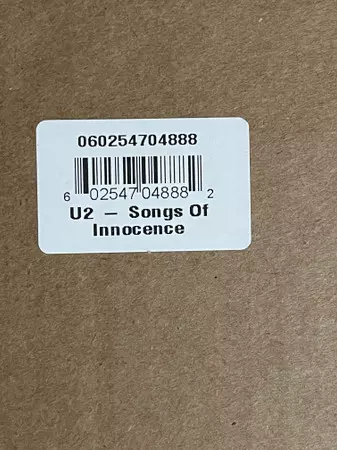 060254704888
6 02547 04888 2
U2 – Songs Of
Innocence